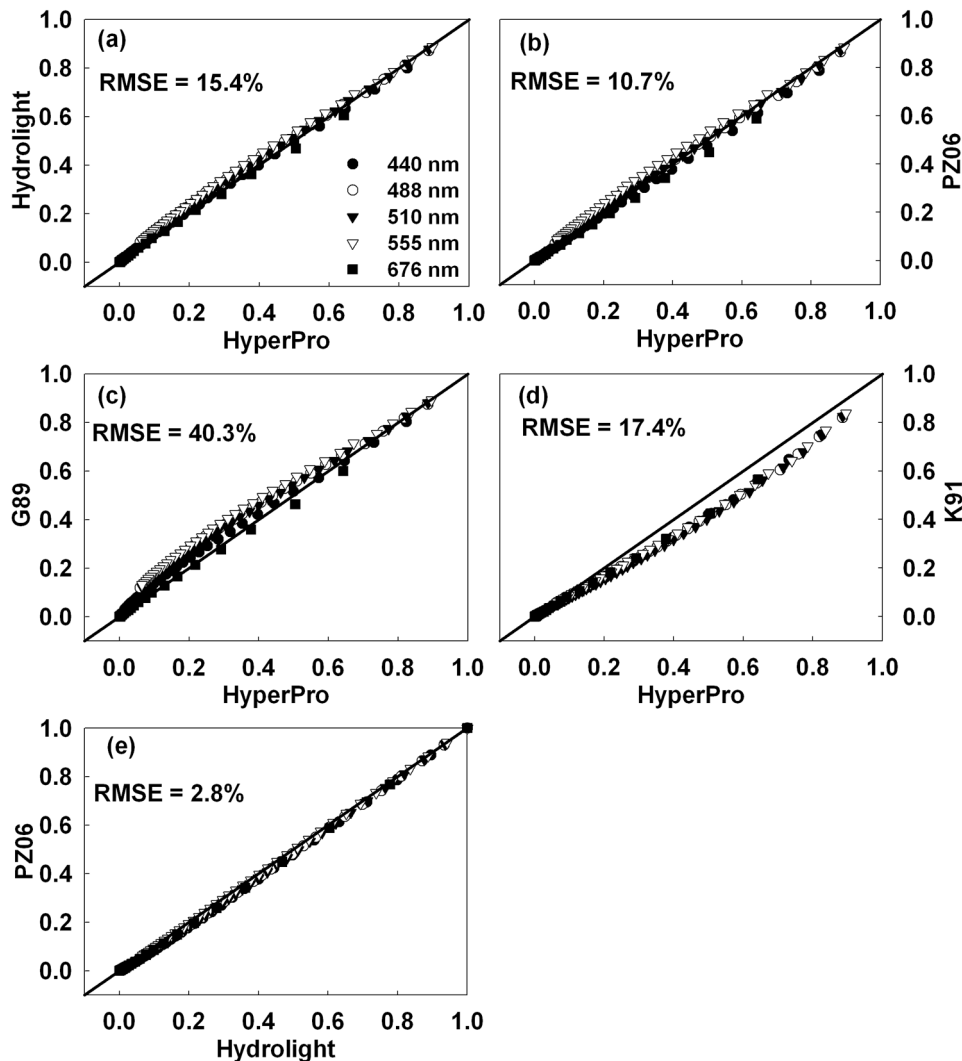 (a)
RMSE = 15.4%
Hydrolight
1.0
0.8
0.6
0.4
0.2
0.0
440 nm
488 nm
510 nm
555 nm
676 nm
0.0 0.2 0.4 0.6 0.8 1.0
HyperPro
(b)
RMSE = 10.7%
PZ06
1.0
0.8
0.6
0.4
0.2
0.0
0.0 0.2 0.4 0.6 0.8 1.0
HyperPro
(c)
RMSE = 40.3%
G89
1.0
0.8
0.6
0.4
0.2
0.0
0.0 0.2 0.4 0.6 0.8 1.0
HyperPro
(d)
RMSE = 17.4%
K91
1.0
0.8
0.6
0.4
0.2
0.0
0.0 0.2 0.4 0.6 0.8 1.0
HyperPro
(e)
RMSE = 2.8%
PZ06
1.0
0.8
0.6
0.4
0.2
0.0
0.0 0.2 0.4 0.6 0.8 1.0
Hydrolight